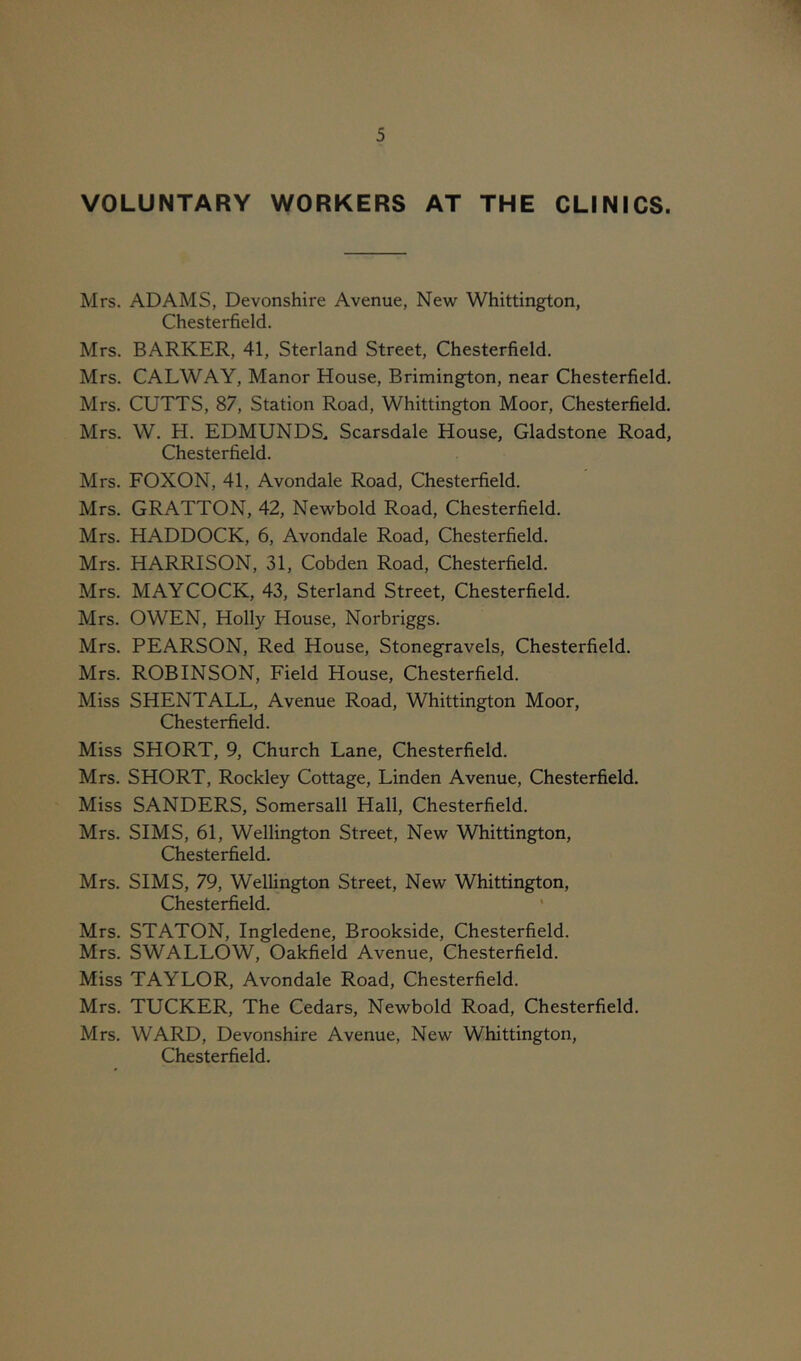 5
VOLUNTARY WORKERS AT THE CLINICS.
Mrs. ADAMS, Devonshire Avenue, New Whittington,
Chesterfield.
Mrs. BARKER, 41, Sterland Street, Chesterfield.
Mrs. CALWAY, Manor House, Brimington, near Chesterfield.
Mrs. CUTTS, 87, Station Road, Whittington Moor, Chesterfield.
Mrs. W. H. EDMUNDS. Scarsdale House, Gladstone Road,
Chesterfield.
Mrs. FOXON, 41, Avondale Road, Chesterfield.
Mrs. GRATTON, 42, Newbold Road, Chesterfield.
Mrs. HADDOCK, 6, Avondale Road, Chesterfield.
Mrs. HARRISON, 31, Cobden Road, Chesterfield.
Mrs. MAYCOCK, 43, Sterland Street, Chesterfield.
Mrs. OWEN, Holly House, Norbriggs.
Mrs. PEARSON, Red House, Stonegravels, Chesterfield.
Mrs. ROBINSON, Field House, Chesterfield.
Miss SHENTALL, Avenue Road, Whittington Moor,
Chesterfield.
Miss SHORT, 9, Church Lane, Chesterfield.
Mrs. SHORT, Rockley Cottage, Linden Avenue, Chesterfield.
Miss SANDERS, Somersall Hall, Chesterfield.
Mrs. SIMS, 61, Wellington Street, New Whittington,
Chesterfield.
Mrs. SIMS, 79, Wellington Street, New Whittington,
Chesterfield.
Mrs. STATON, Ingledene, Brookside, Chesterfield.
Mrs. SWALLOW, Oakfield Avenue, Chesterfield.
Miss TAYLOR, Avondale Road, Chesterfield.
Mrs. TUCKER, The Cedars, Newbold Road, Chesterfield.
Mrs. WARD, Devonshire Avenue, New Whittington,
Chesterfield.